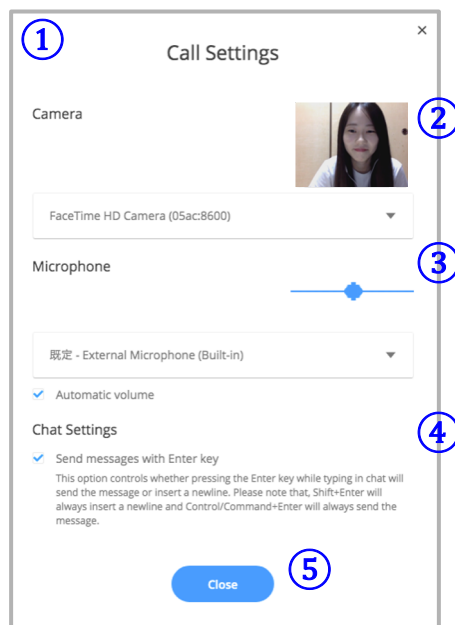 ①
×
Call Settings
Camera
②
FaceTime HD Camera (05ac:8600)
③
Microphone
既定 - External Microphone (Built-in)
Automatic volume
④
Chat Settings
Send messages with Enter key
This option controls whether pressing the Enter key while typing in chat will
send the message or insert a newline. Please note that, Shift+Enter will
always insert a newline and Control/Command+Enter will always send the
message.
⑤
Close